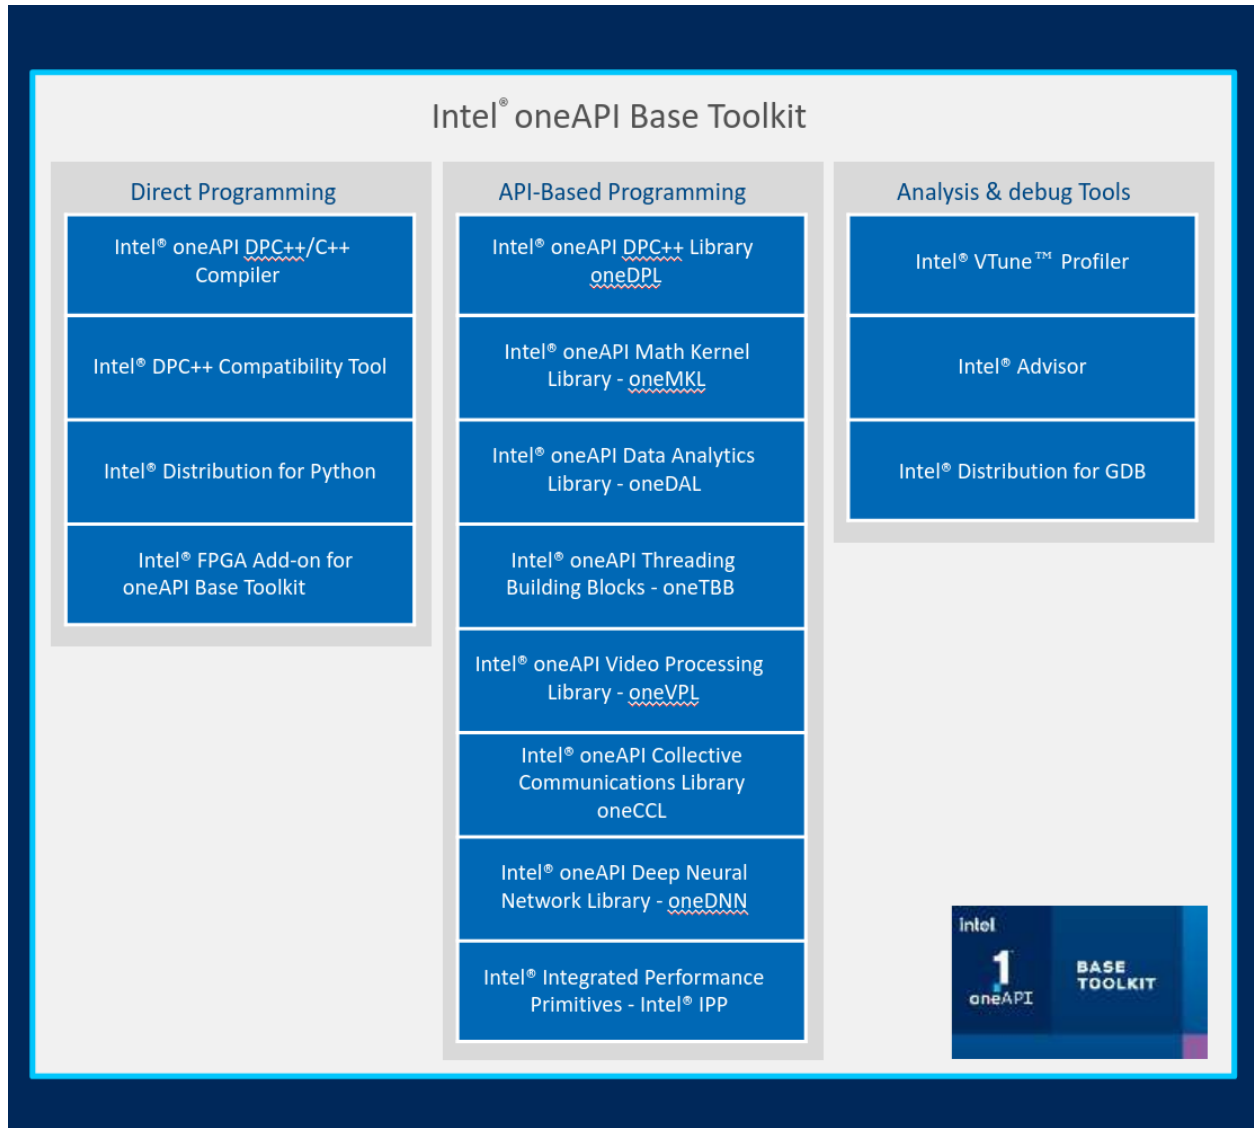 Intel® oneAPI Base Toolkit
Direct Programming
Intel® oneAPI DPC++/C++
Compiler
Intel® DPC++ Compatibility Tool
Intel® Distribution for Python
Intel® FPGA Add-on for
oneAPI Base Toolkit
API-Based Programming
Intel® oneAPI DPC++ Library
oneDPL
Intel® oneAPI Math Kernel
Library - oneMKL
Intel® oneAPI Data Analytics
Library - oneDAL
Intel® oneAPI Threading
Building Blocks - oneTBB
Intel® oneAPI Video Processing
Library - oneVPL
Intel® oneAPI Collective
Communications Library
oneCCL
Intel® oneAPI Deep Neural
Network Library - oneDNN
Intel® Integrated Performance
Primitives - Intel® IPP
Analysis & debug Tools
Intel® VTune™ Profiler
Intel® Advisor
Intel® Distribution for GDB
intel
1
oneAPI
BASE
TOOLKIT